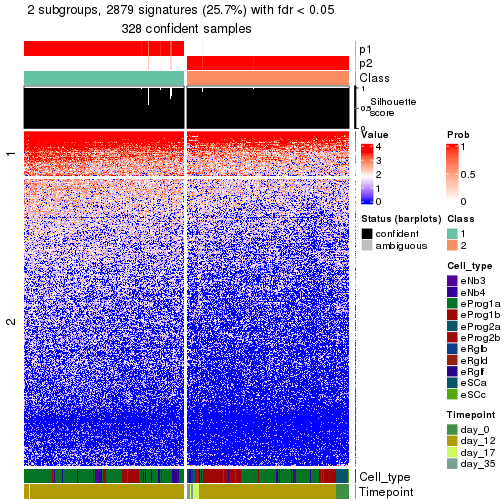 2 subgroups, 2879 signatures (25.7%) with fdr < 0.05
328 confident samples
p1
p2
Class
1
0.5
0
Silhouette
score
1
2
Value
4
3
2
1
0
Prob
1
0.5
0
Status (barplots)
confident
ambiguous
Class
1
2
Cell_type
eNb3
eNb4
eProg1a
eProg1b
eProg2a
eProg2b
eRglb
eRgld
eRglf
eSCa
eSCc
Timepoint
day_0
day_12
day_17
day_35
Cell_type
Timepoint